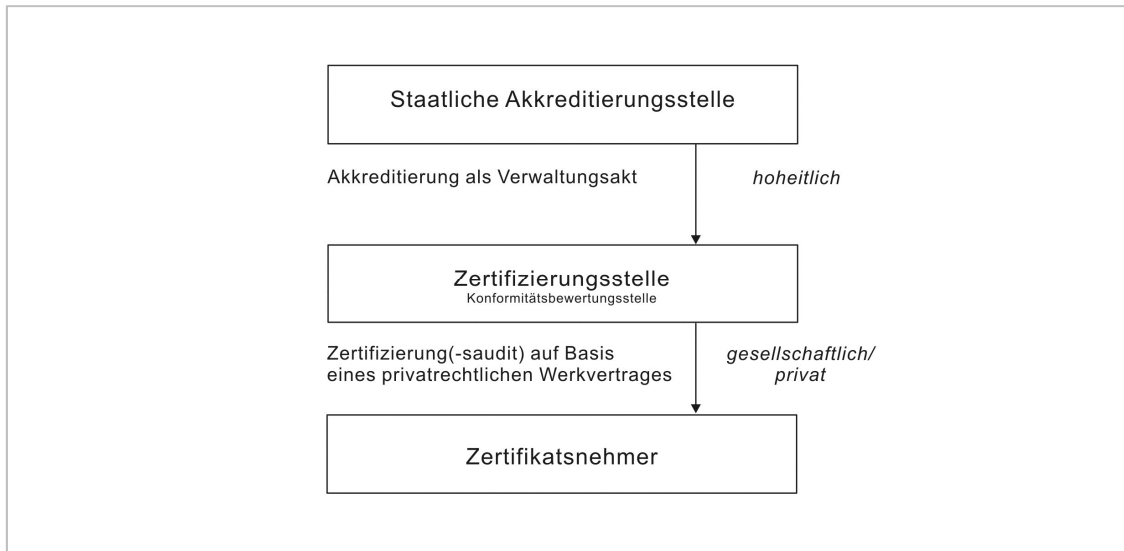 Staatliche Akkreditierungsstelle
Akkreditierung als Verwaltungsakt
hoheitlich
Zertifizierungsstelle
Konformitätsbewertungsstelle
Zertifizierung(-saudit) auf Basis
eines privatrechtlichen Werkvertrages
gesellschaftlich/
privat
Zertifikatsnehmer